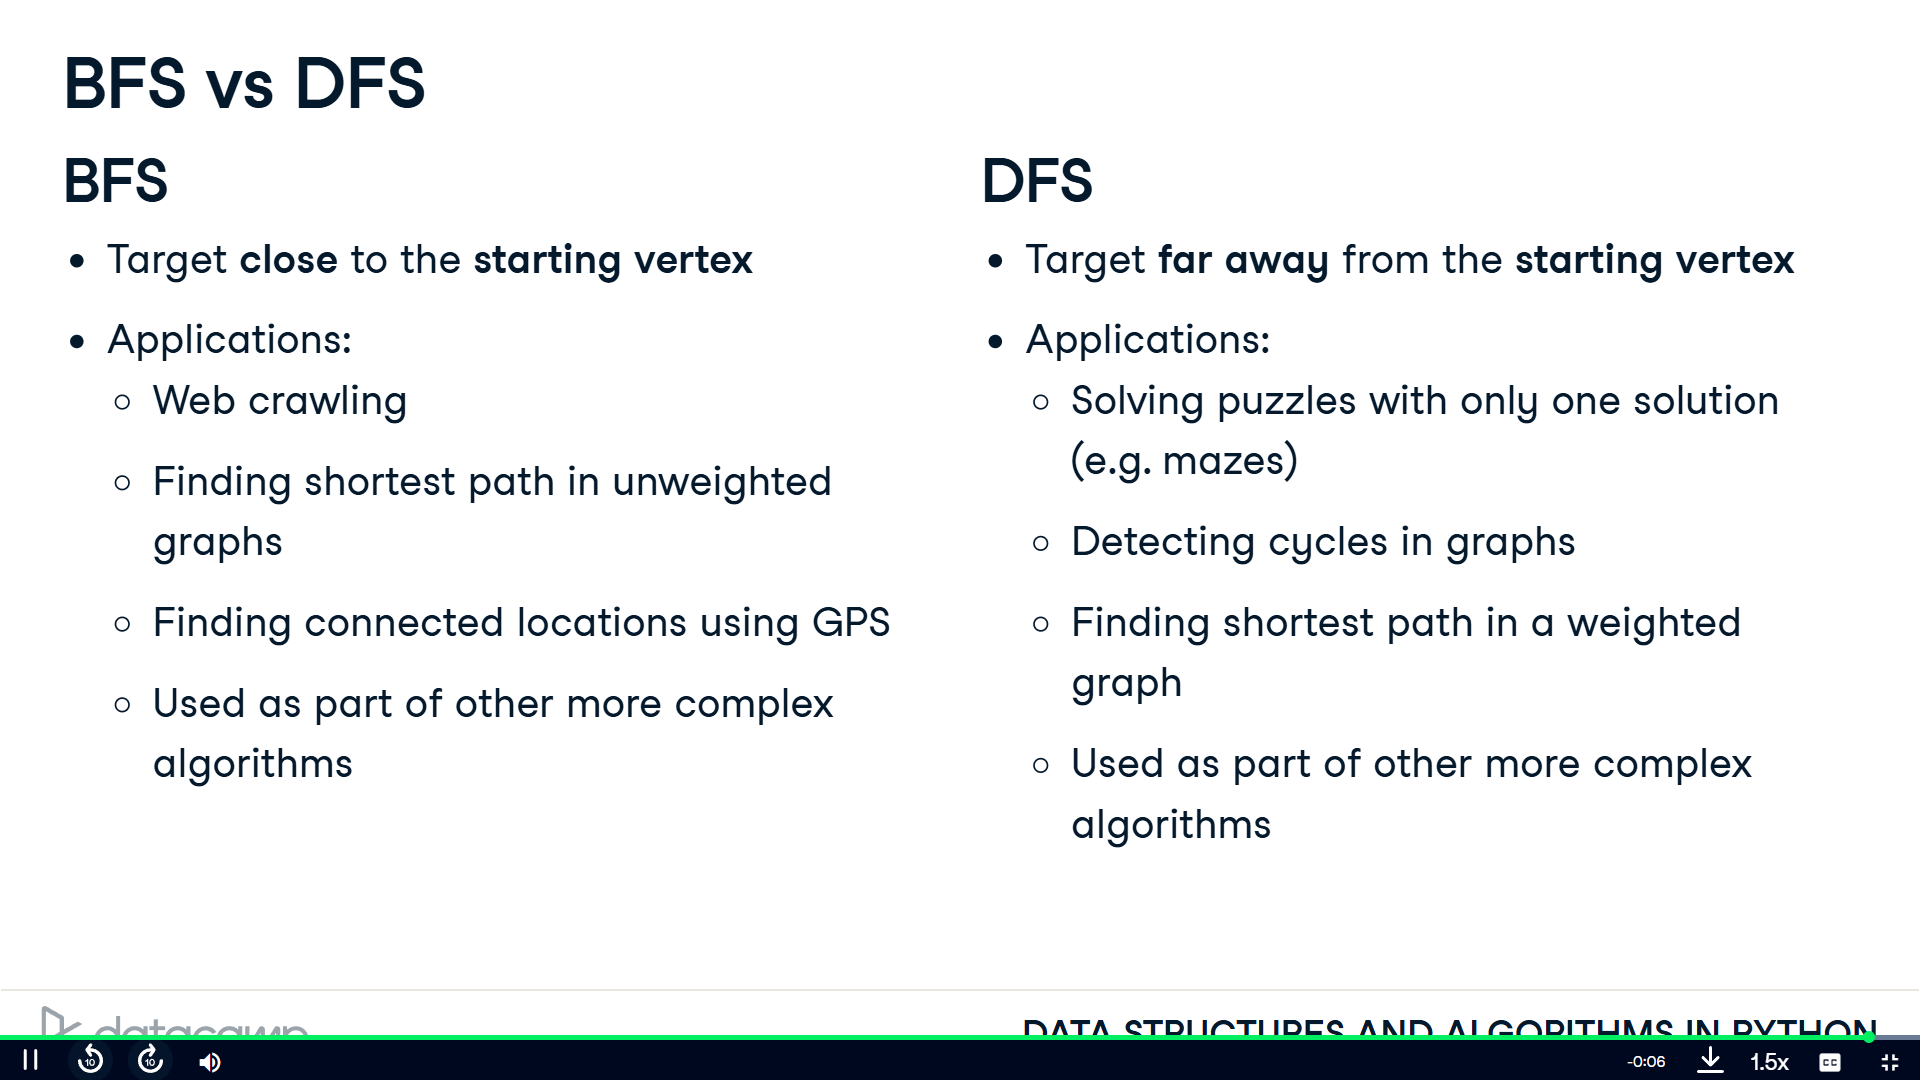 BFS vs DFS
BFS
• Target close to the starting vertex
• Applications:
○ Web crawling
○ Finding shortest path in unweighted
graphs
○ Finding connected locations using GPS
○ Used as part of other more complex
algorithms
DFS
• Target far away from the starting vertex
• Applications:
○ Solving puzzles with only one solution
(e.g. mazes)
○ Detecting cycles in graphs
○ Finding shortest path in a weighted
graph
○ Used as part of other more complex
algorithms
datacamp
DATA STRUCTURES AND ALGORITHMS IN PYTHON
10
10
-0:06
1.5x
CC